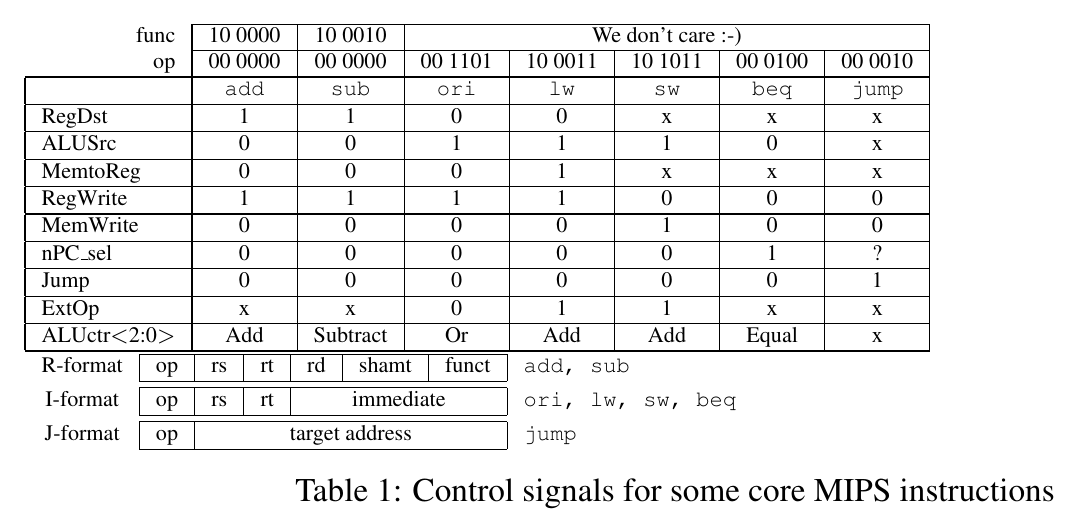 func 10 0000 10 0010 We don't care :-)
op 00 0000 00 0000 00 1101 10 0011 10 1011 00 0100 00 0010
add sub ori lw sw beq jump
RegDst 1 1 0 0 x x x
ALUSrc 0 0 1 1 1 0 x
MemtoReg 0 0 0 1 x x x
RegWrite 1 1 1 1 0 0 0
MemWrite 0 0 0 0 1 0 0
nPC_sel 0 0 0 0 0 1 ?
Jump 0 0 0 0 0 0 1
ExtOp x x 0 1 1 x x
ALUctr<2:0> Add Subtract Or Add Add Equal x
R-format op rs rt rd shamt funct add, sub
I-format op rs rt immediate ori, lw, sw, beq
J-format op target address jump
Table 1: Control signals for some core MIPS instructions